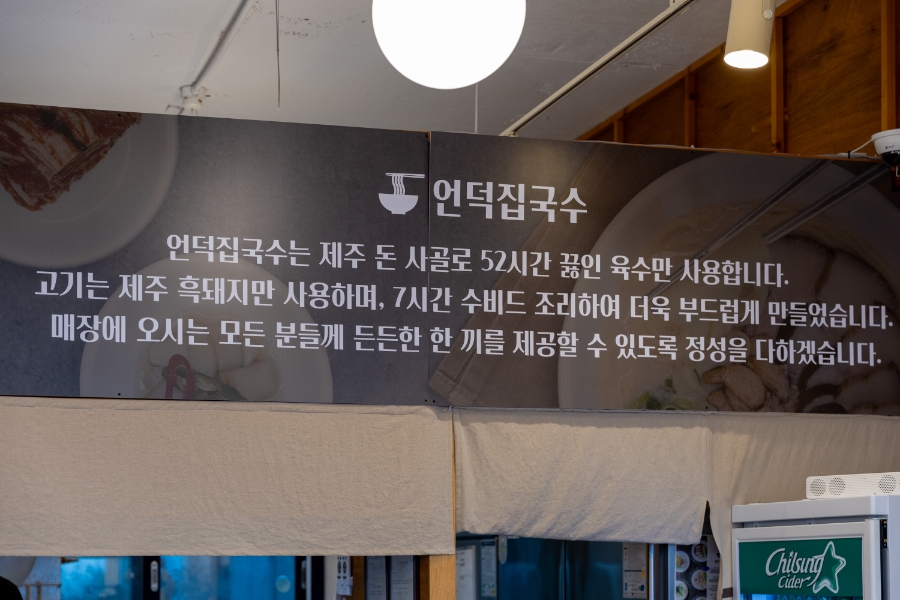 언덕집국수
언덕집국수는 제주 돈 사골로 52시간 끓인 육수만 사용합니다.
고기는 제주 흑돼지만 사용하며, 7시간 수비드 조리하여 더욱 부드럽게 만들었습니다.
매장에 오시는 모든 분들께 든든한 한 끼를 제공할 수 있도록 정성을 다하겠습니다.
Chilsung
Cider